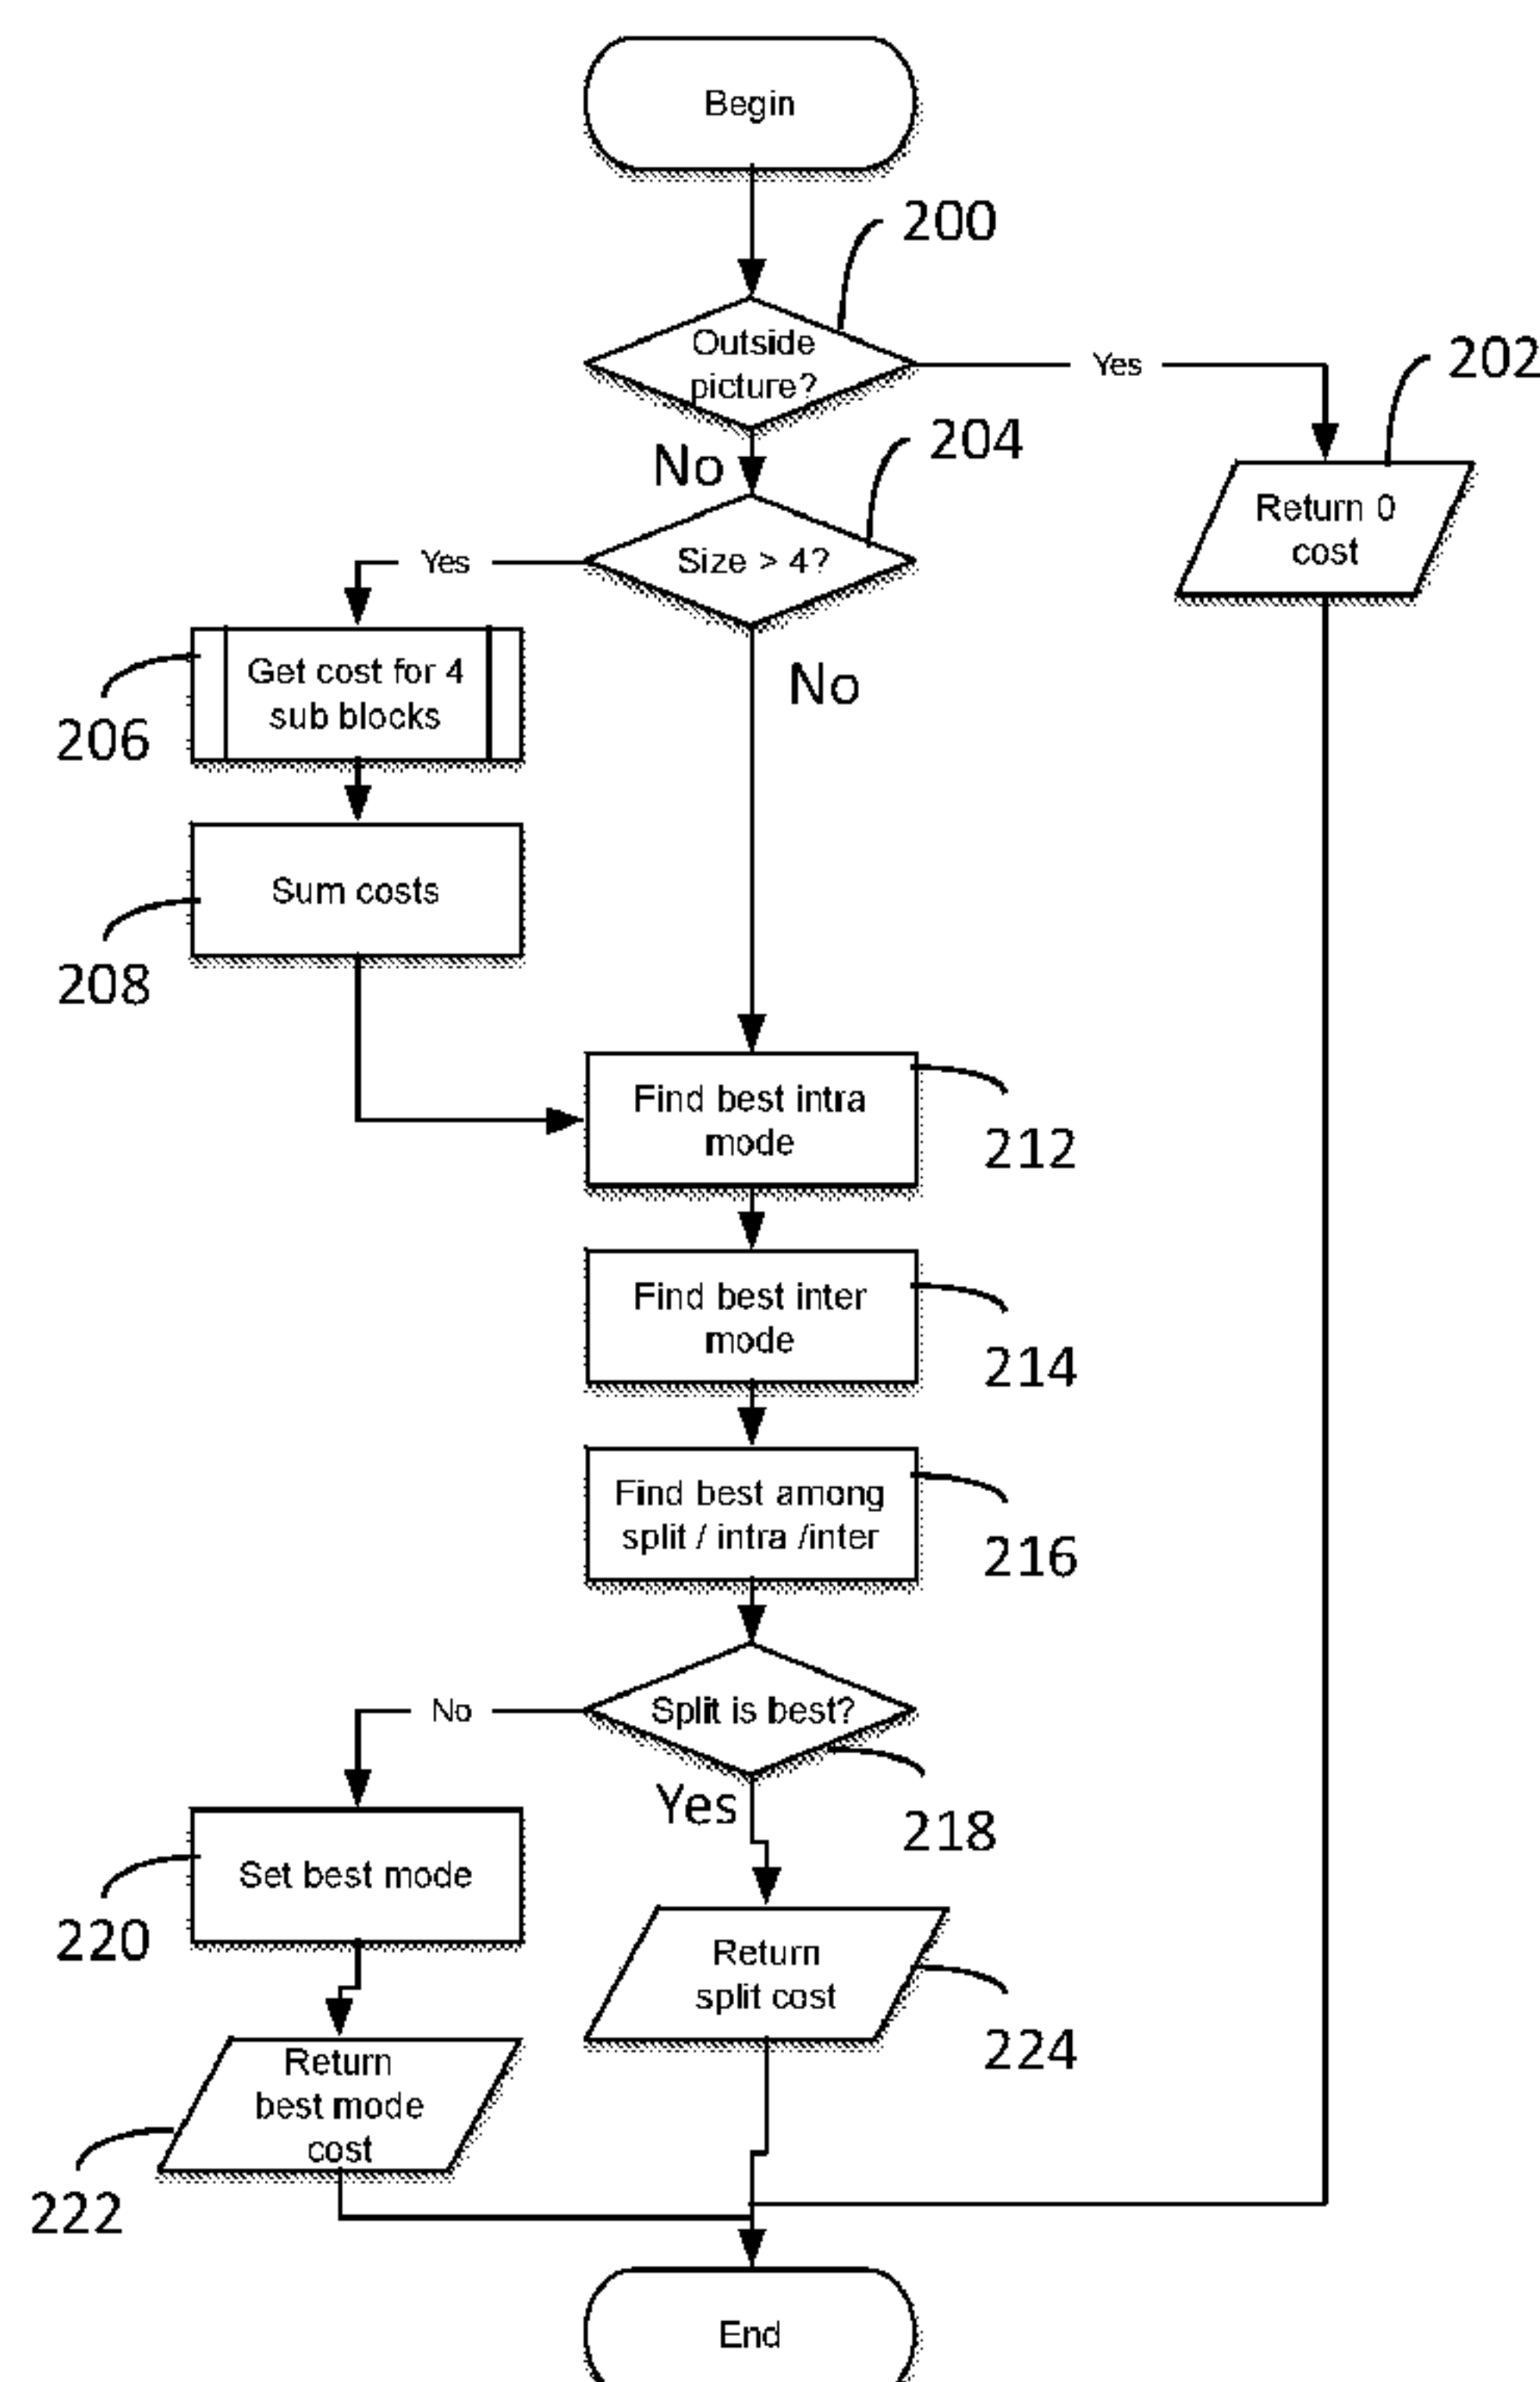 Begin
200
Outside
picture?
Yes
202
No
204
Return 0
cost
Yes
Size > 4?
Get cost for 4
sub blocks
No
206
Sum costs
208
Find best intra
mode
212
Find best inter
mode
214
Find best among
split / intra /inter
216
No
Split is best?
Yes
218
Set best mode
220
Return
split cost
224
Return
best mode
cost
222
End